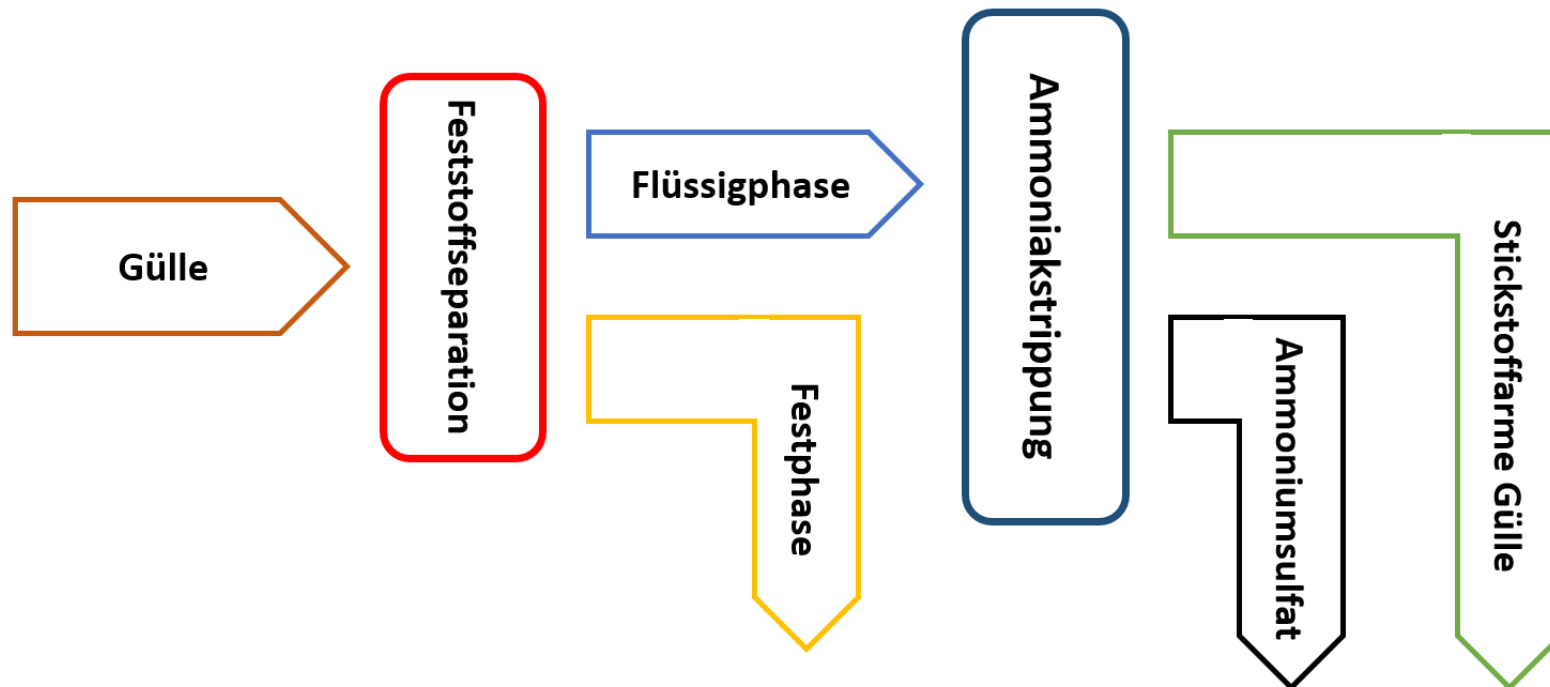 Gülle
Feststoffseparation
Flüssigphase
Festphase
Ammoniakstrippung
Ammoniumsulfat
Stickstoffarme Gülle